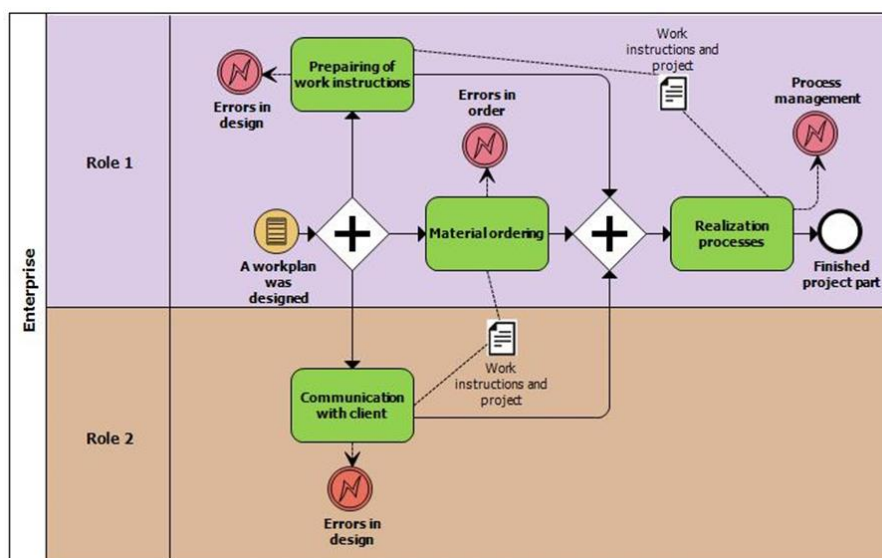 Enterprise
Role 1
Errors in
design
Prepairing of
work instructions
Work
instructions and
project
Errors in
order
Process
management
A workplan
was
designed
Material ordering
Realization
processes
Finished
project part
Role 2
Work
instructions and
project
Communication
with client
Errors in
design